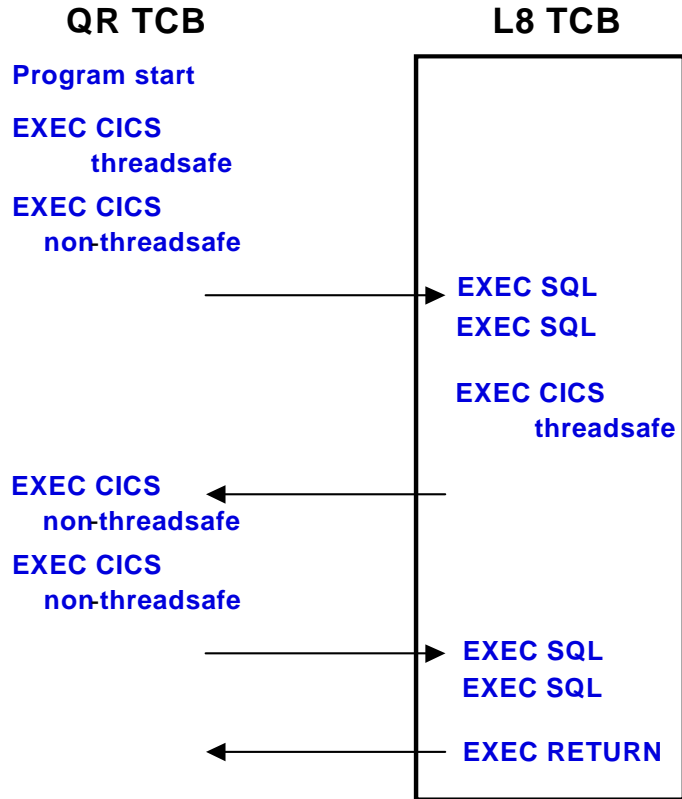 QR TCB L8 TCB
Program start
EXEC CICS
threadsafe
EXEC CICS
non-threadsafe
EXEC SQL
EXEC SQL
EXEC CICS
threadsafe
EXEC CICS
non-threadsafe
EXEC CICS
non-threadsafe
EXEC SQL
EXEC SQL
EXEC RETURN